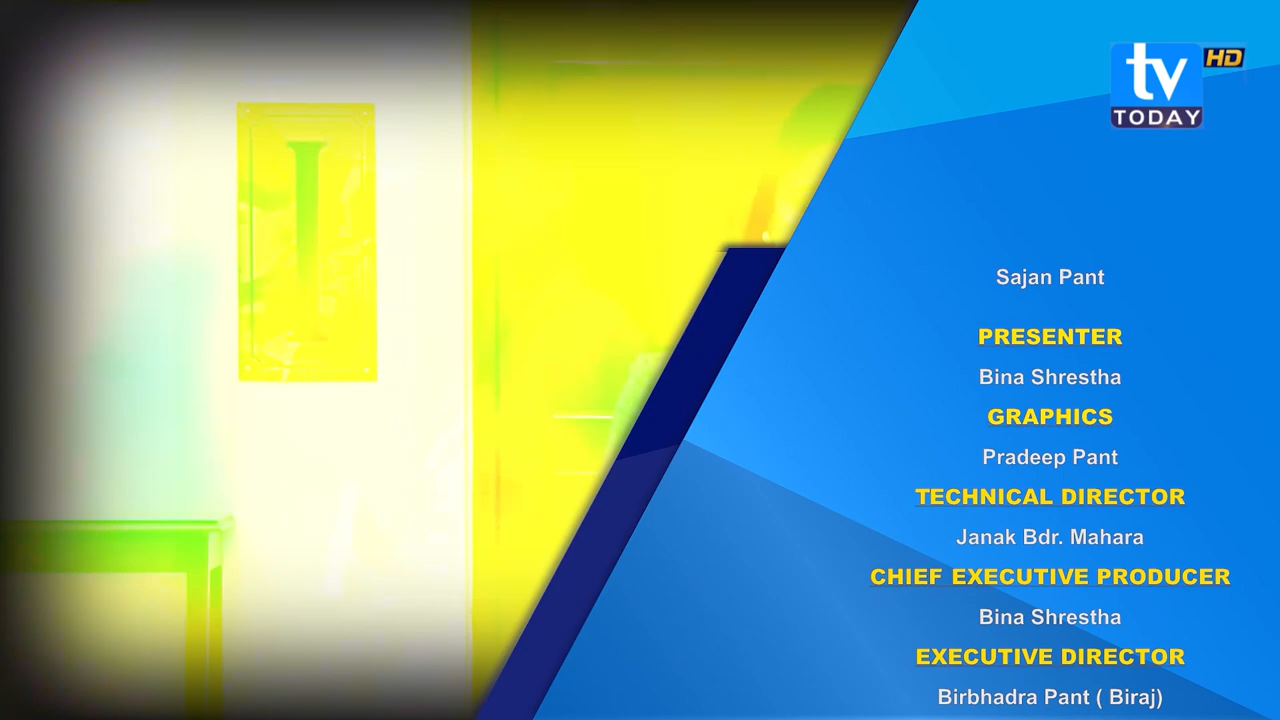 tv HD
TODAY
Sajan Pant
PRESENTER
Bina Shrestha
GRAPHICS
Pradeep Pant
TECHNICAL DIRECTOR
Janak Bdr. Mahara
CHIEF EXECUTIVE PRODUCER
Bina Shrestha
EXECUTIVE DIRECTOR
Birbhadra Pant ( Biraj)